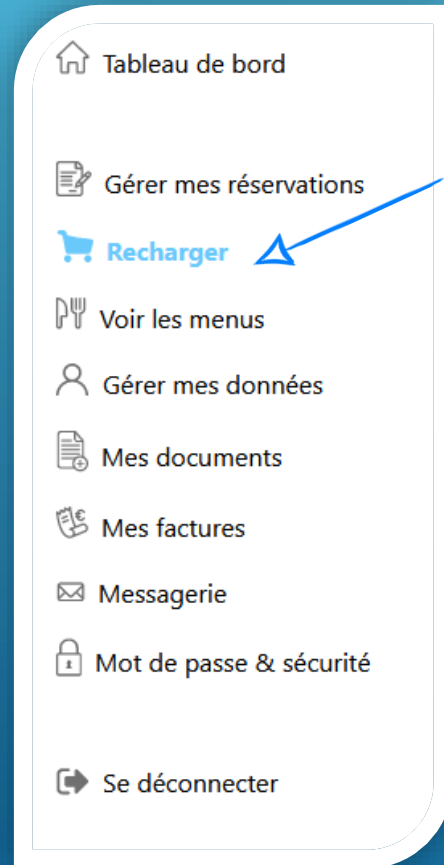 Tableau de bord
Gérer mes réservations
Recharger
Voir les menus
Gérer mes données
Mes documents
Mes factures
Messagerie
Mot de passe & sécurité
Se déconnecter